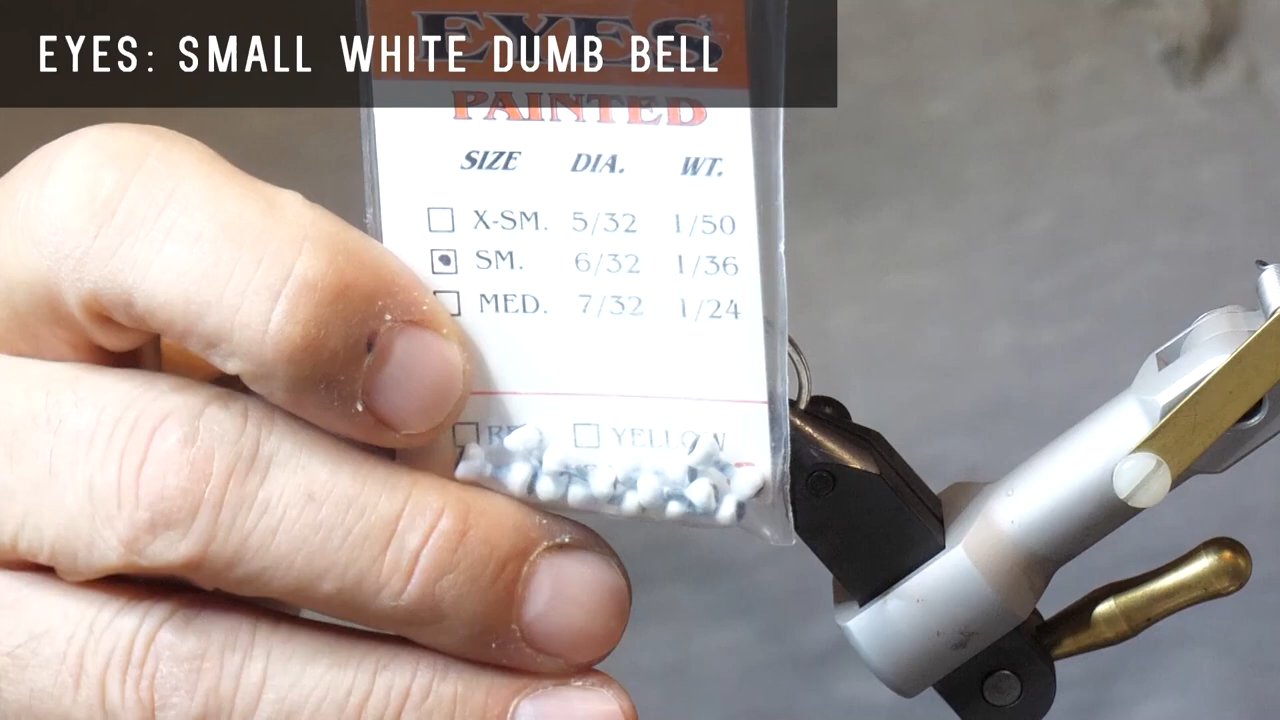 EYES: SMALL WHITE DUMB BELL
EYES
PAINTED
SIZE DIA. WT.
X-SM. 5/32 1/50
SM. 6/32 1/36
MED. 7/32 1/24
YELLOW